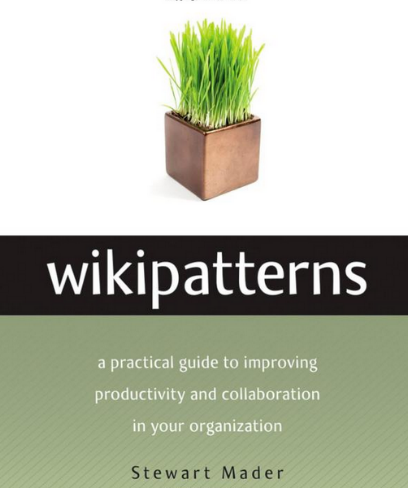 wikipatterns
a practical guide to improving
productivity and collaboration
in your organization
Stewart Mader